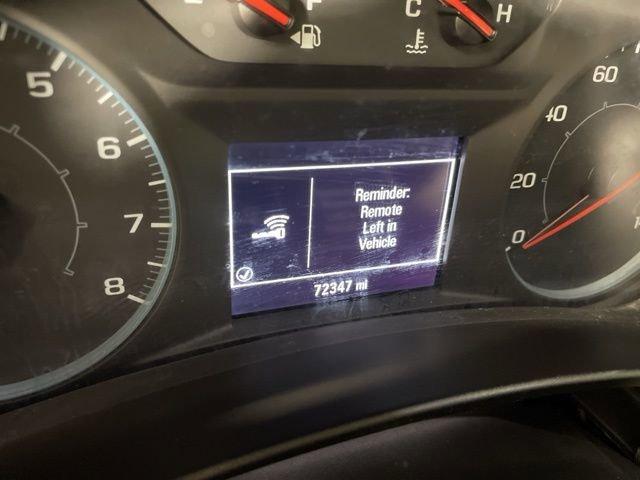 F
C
H
5
6
7
8
60
40
20
0
Reminder:
Remote
Left in
Vehicle
72347 mi